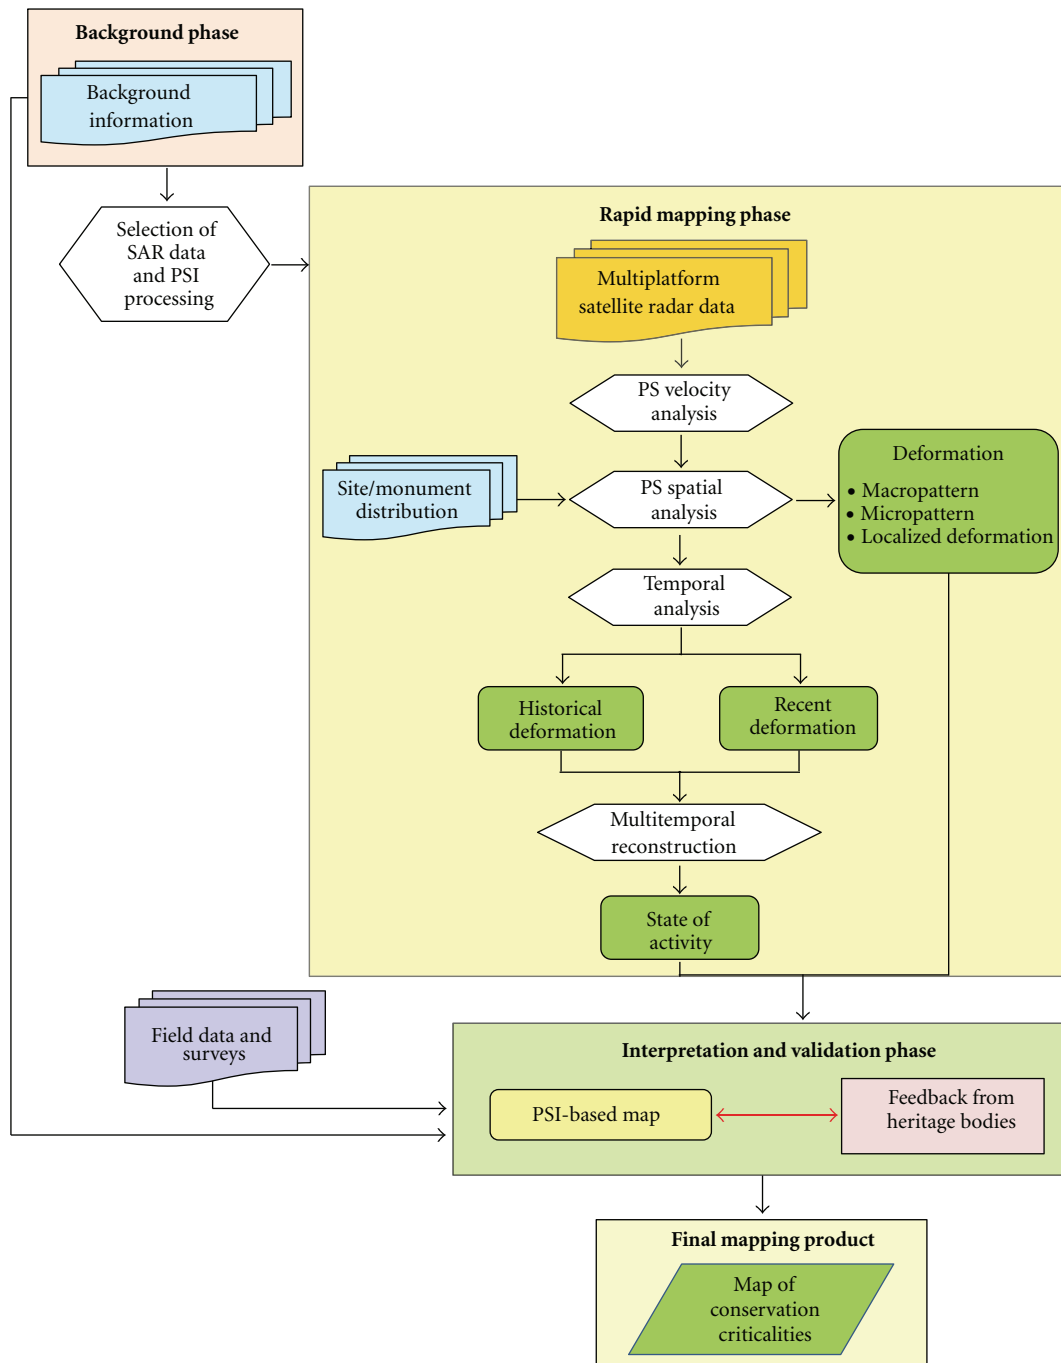 Background phase
Background
information
Selection of
SAR data
and PSI
processing
Rapid mapping phase
Multiplatform
satellite radar data
PS velocity
analysis
Site/monument
distribution
PS spatial
analysis
Deformation
• Macropattern
• Micropattern
• Localized deformation
Temporal
analysis
Historical
deformation
Recent
deformation
Multitemporal
reconstruction
State of
activity
Field data and
surveys
Interpretation and validation phase
PSI-based map
Feedback from
heritage bodies
Final mapping product
Map of
conservation
criticalities